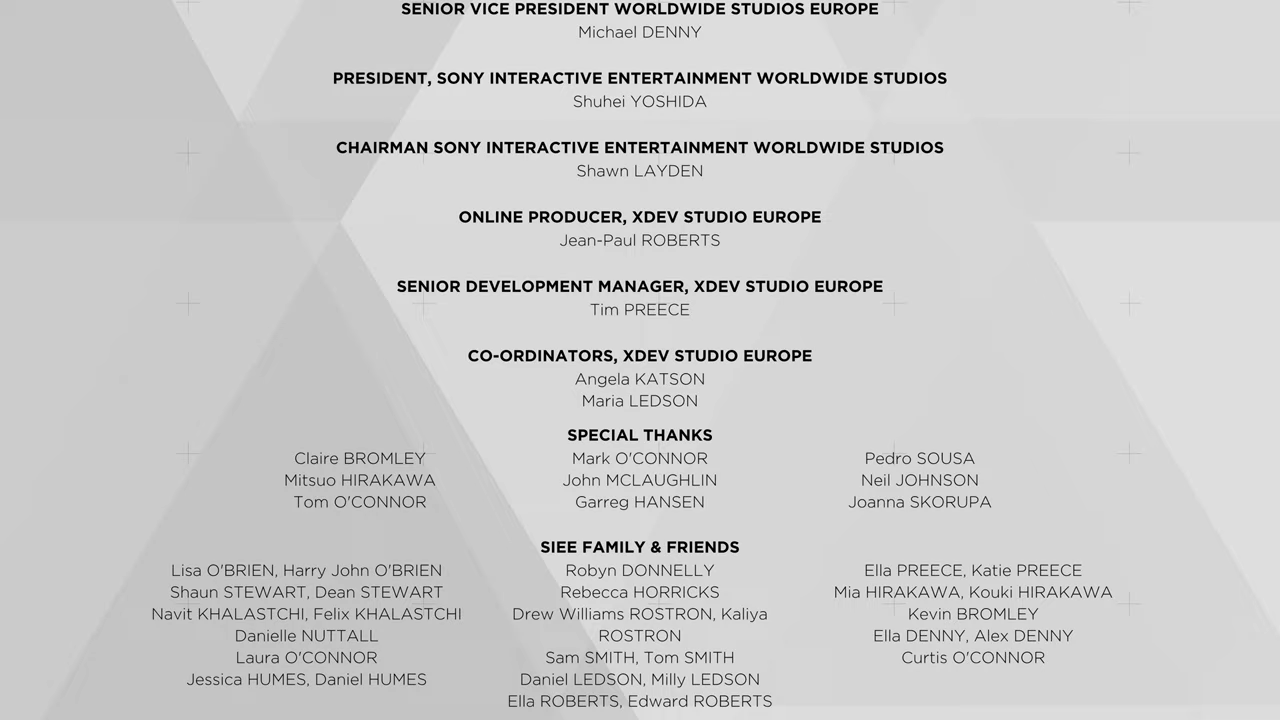 SENIOR VICE PRESIDENT WORLDWIDE STUDIOS EUROPE
Michael DENNY
PRESIDENT, SONY INTERACTIVE ENTERTAINMENT WORLDWIDE STUDIOS
Shuhei YOSHIDA
CHAIRMAN SONY INTERACTIVE ENTERTAINMENT WORLDWIDE STUDIOS
Shawn LAYDEN
ONLINE PRODUCER, XDEV STUDIO EUROPE
Jean-Paul ROBERTS
SENIOR DEVELOPMENT MANAGER, XDEV STUDIO EUROPE
Tim PREECE
CO-ORDINATORS, XDEV STUDIO EUROPE
Angela KATSON
Maria LEDSON
SPECIAL THANKS
Claire BROMLEY
Mitsuo HIRAKAWA
Tom O'CONNOR
Mark O'CONNOR
John MCLAUGHLIN
Garreg HANSEN
Pedro SOUSA
Neil JOHNSON
Joanna SKORUPA
SIEE FAMILY & FRIENDS
Lisa O'BRIEN, Harry John O'BRIEN
Shaun STEWART, Dean STEWART
Navit KHALASTCHI, Felix KHALASTCHI
Danielle NUTTALL
Laura O'CONNOR
Jessica HUMES, Daniel HUMES
Robyn DONNELLY
Rebecca HORRICKS
Drew Williams ROSTRON, Kaliya
ROSTRON
Sam SMITH, Tom SMITH
Daniel LEDSON, Milly LEDSON
Ella ROBERTS, Edward ROBERTS
Ella PREECE, Katie PREECE
Mia HIRAKAWA, Kouki HIRAKAWA
Kevin BROMLEY
Ella DENNY, Alex DENNY
Curtis O'CONNOR